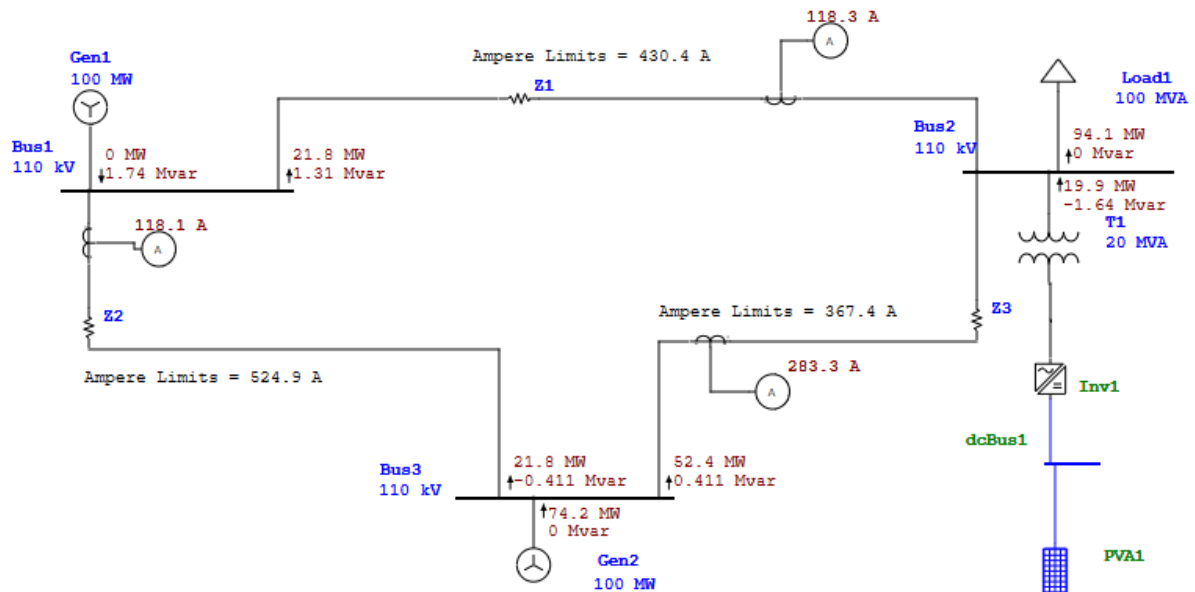 118.3 A
A
Ampere Limits = 430.4 A
Gen1
100 MW
Z1
Load1
100 MVA
Bus1
110 kV
0 MW
1.74 Mvar
21.8 MW
1.31 Mvar
Bus2
110 kV
94.1 MW
0 Mvar
19.9 MW
-1.64 Mvar
T1
20 MVA
118.1 A
A
Z2
Ampere Limits = 367.4 A
Z3
Ampere Limits = 524.9 A
283.3 A
A
Inv1
dcBus1
Bus3
110 kV
21.8 MW
-0.411 Mvar
52.4 MW
0.411 Mvar
74.2 MW
0 Mvar
Gen2
100 MW
PVA1